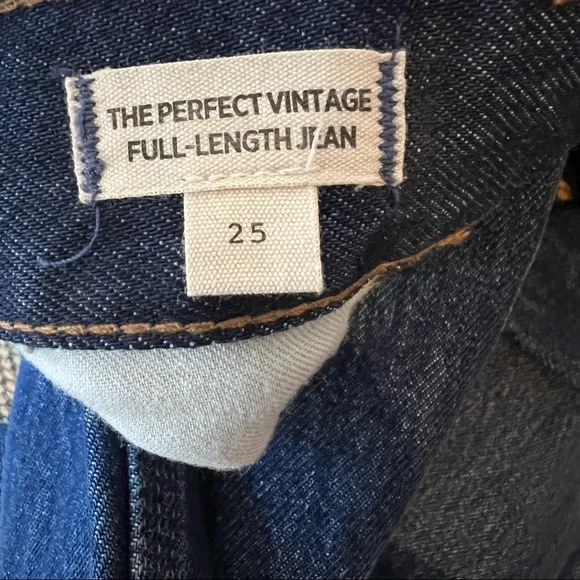 THE PERFECT VINTAGE
FULL-LENGTH JEAN
25